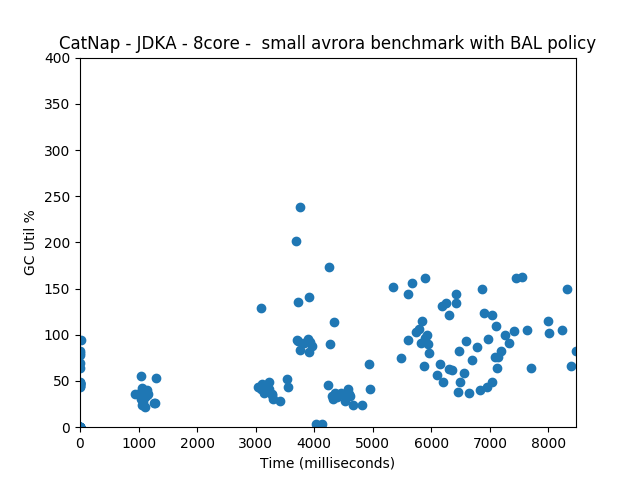 CatNap - JDKA - 8core -  small avrora benchmark with BAL policy
400
350
300
250
200
150
100
50
0
GC Util %
0 1000 2000 3000 4000 5000 6000 7000 8000
Time (milliseconds)